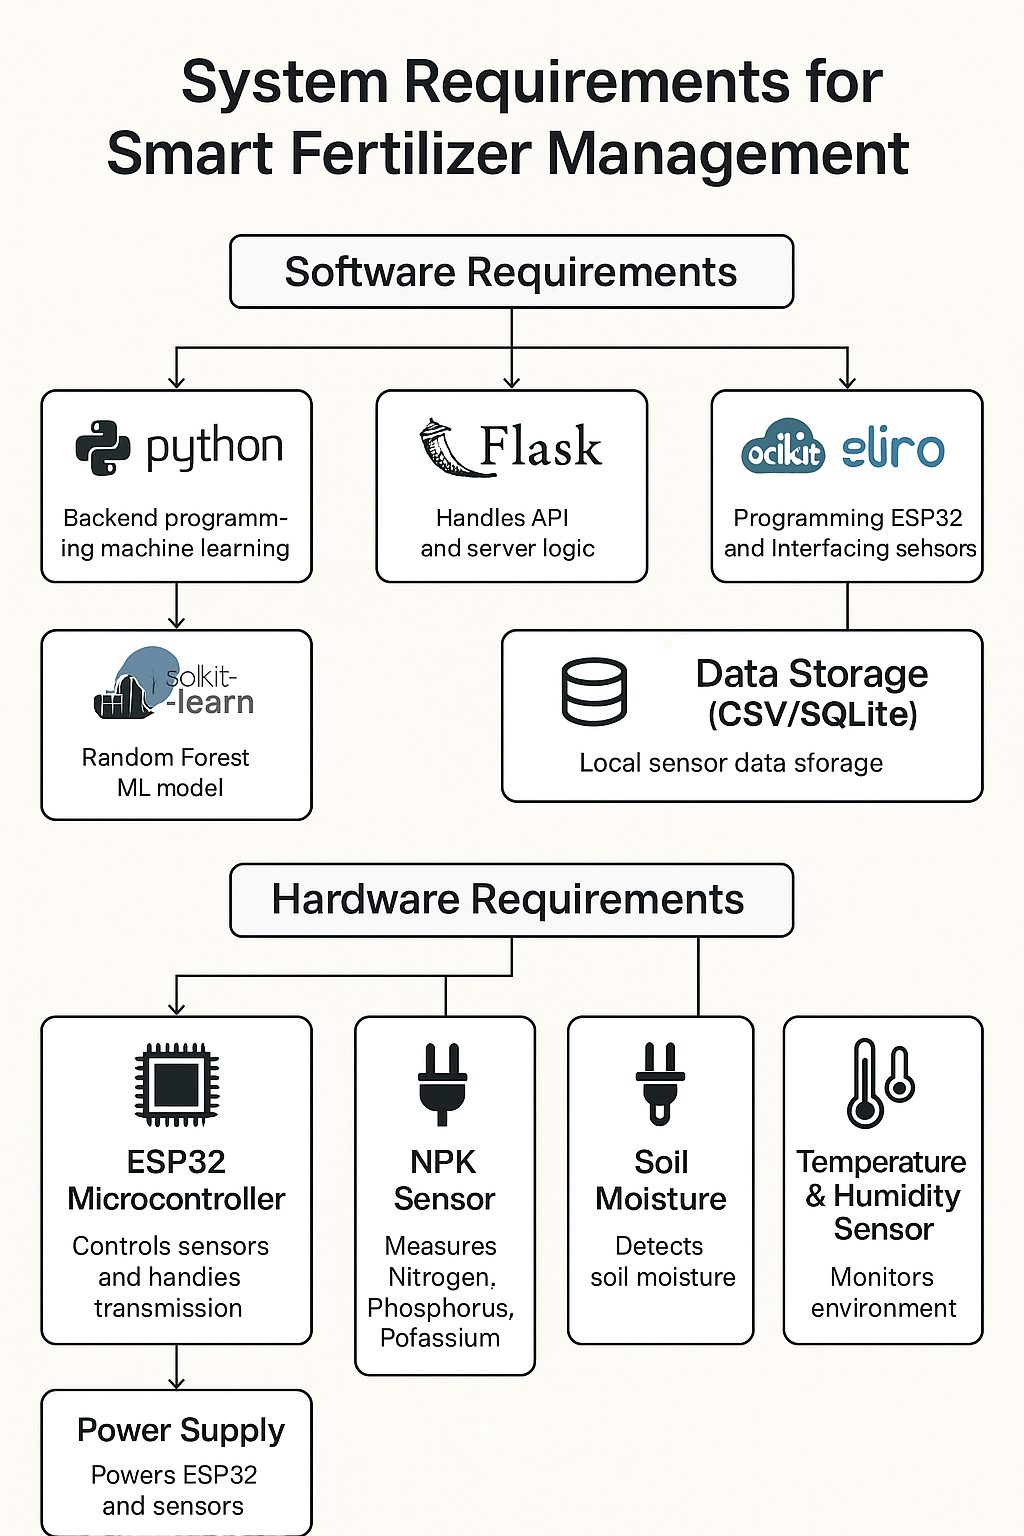 System Requirements for
Smart Fertilizer Management
Software Requirements
python
Backend programm-
ing machine learning
Flask
Handles API
and server logic
ocikit eliro
Programming ESP32
and Interfacing sehsors
solkit-
-learn
Random Forest
ML model
Data Storage
(CSV/SQLite)
Local sensor data sforage
Hardware Requirements
ESP32
Microcontroller
Controls sensors
and handies
transmission
NPK
Sensor
Measures
Nitrogen.
Phosphorus,
Pofassium
Soil
Moisture
Detects
soil moisture
Temperature
& Humidity
Sensor
Monitors
environment
Power Supply
Powers ESP32
and sensors